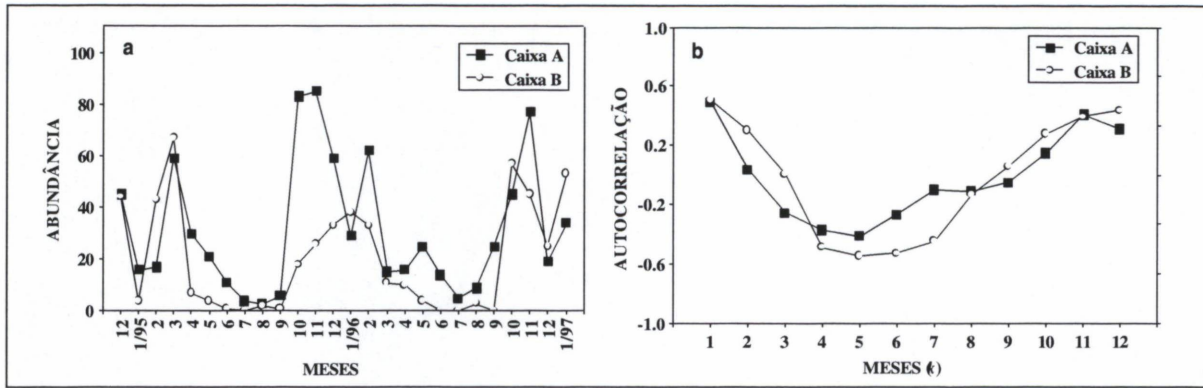 a
Caixa A
Caixa B
ABUNDÂNCIA
100
80
60
40
20
0
12 1/95 2 3 4 5 6 7 8 9 10 11 12 1/96 2 3 4 5 6 7 8 9 10 11 12 1/97
MESES
b
Caixa A
Caixa B
AUTOCORRELAÇÃO
1.0
0.6
0.2
-0.2
-0.6
-1.0
1 2 3 4 5 6 7 8 9 10 11 12
MESES (k)